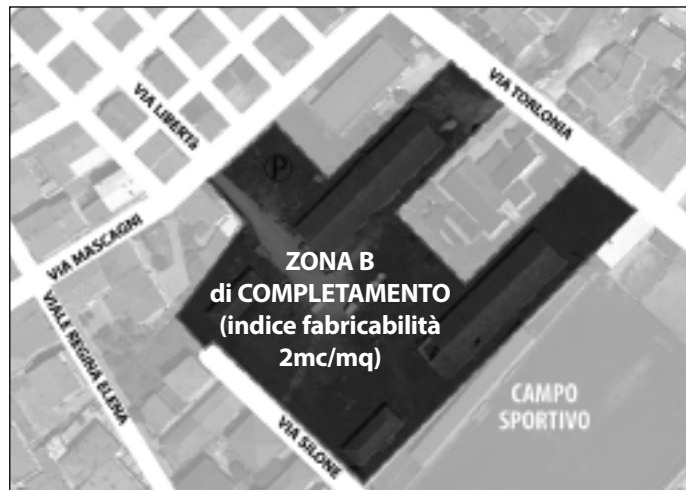 VIA TORLONIA
VIA LIBERTA
P
VIA MASCAGNI
ZONA B
di COMPLETAMENTO
(indice fabricabilità
2mc/mq)
VIALE REGINA ELENA
CAMPO
SPORTIVO
VIA SILONE